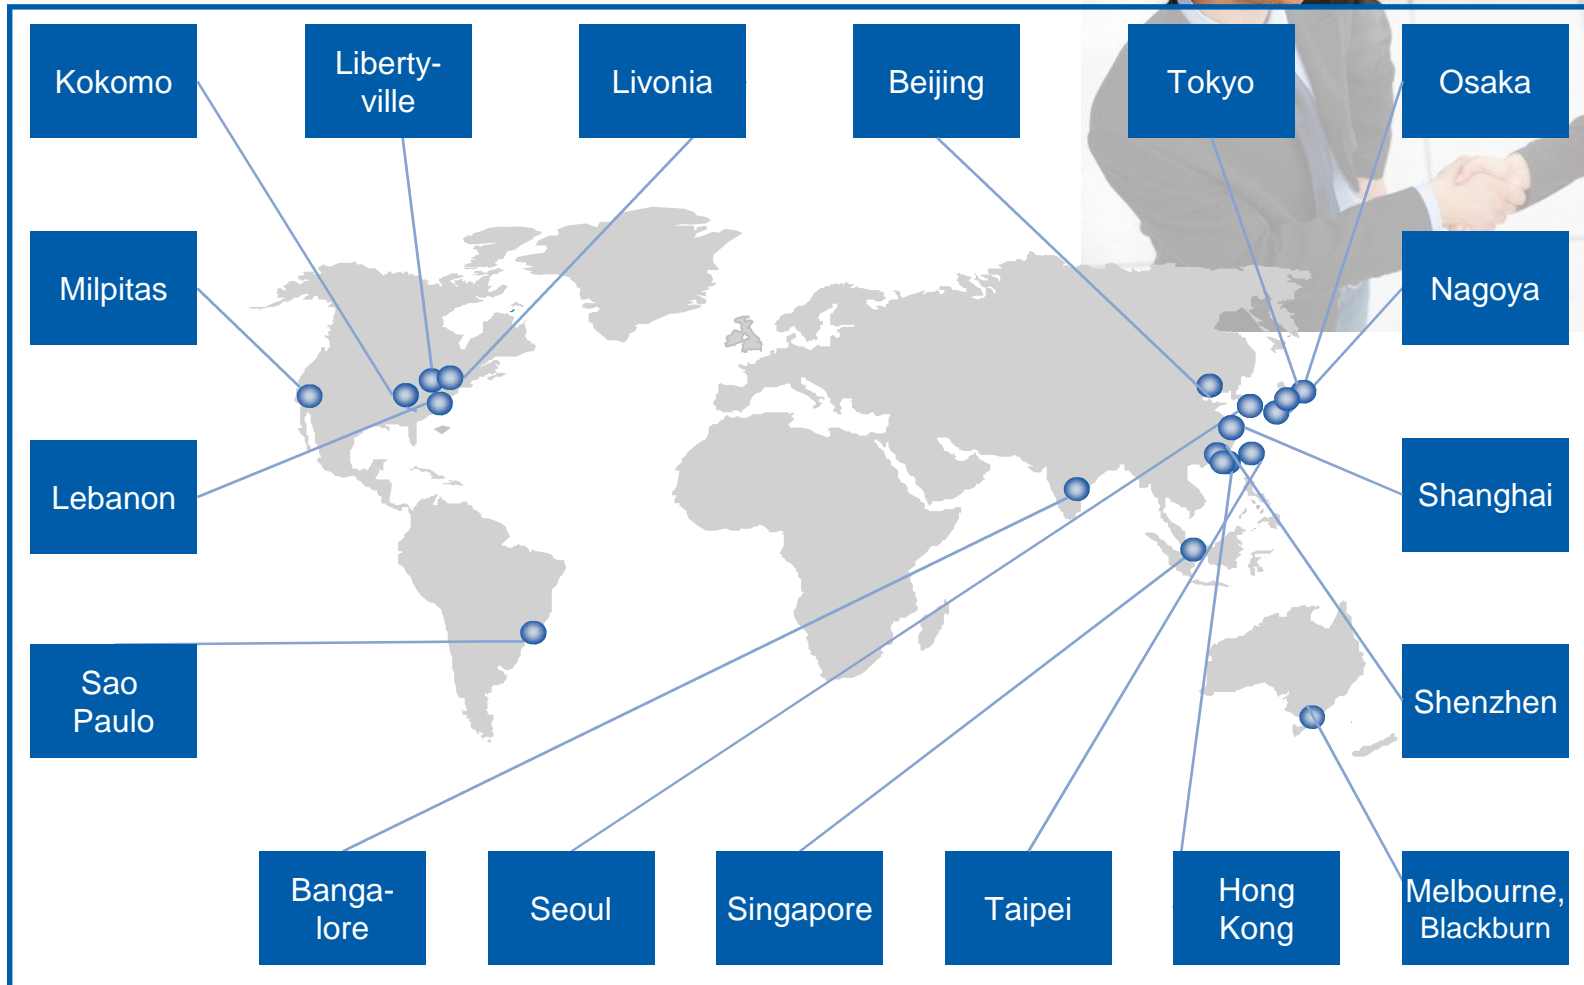 Kokomo
Liberty-
ville
Livonia
Beijing
Tokyo
Osaka
Milpitas
Nagoya
Lebanon
Shanghai
Sao
Paulo
Shenzhen
Banga-
lore
Seoul
Singapore
Taipei
Hong
Kong
Melbourne,
Blackburn